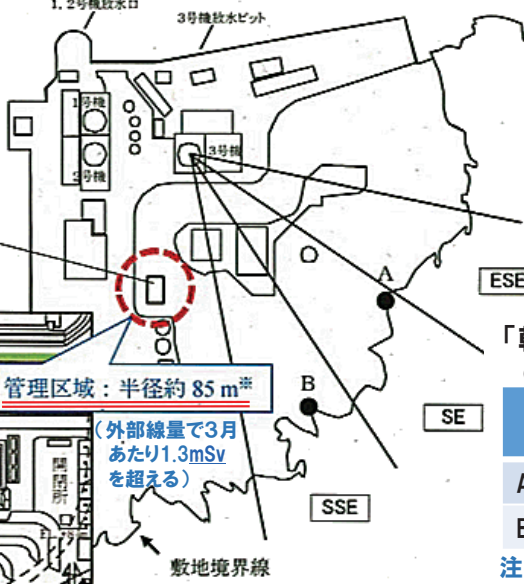 1, 2号機放水口
3号機放水ピット
1号機
3号機
2号機
A
ESE
管理区域：半径約 85 m※
B
SE
(外部線量で3月
あたり1.3mSv
を超える)
A
開閉所
SSE
注
敷地境界線